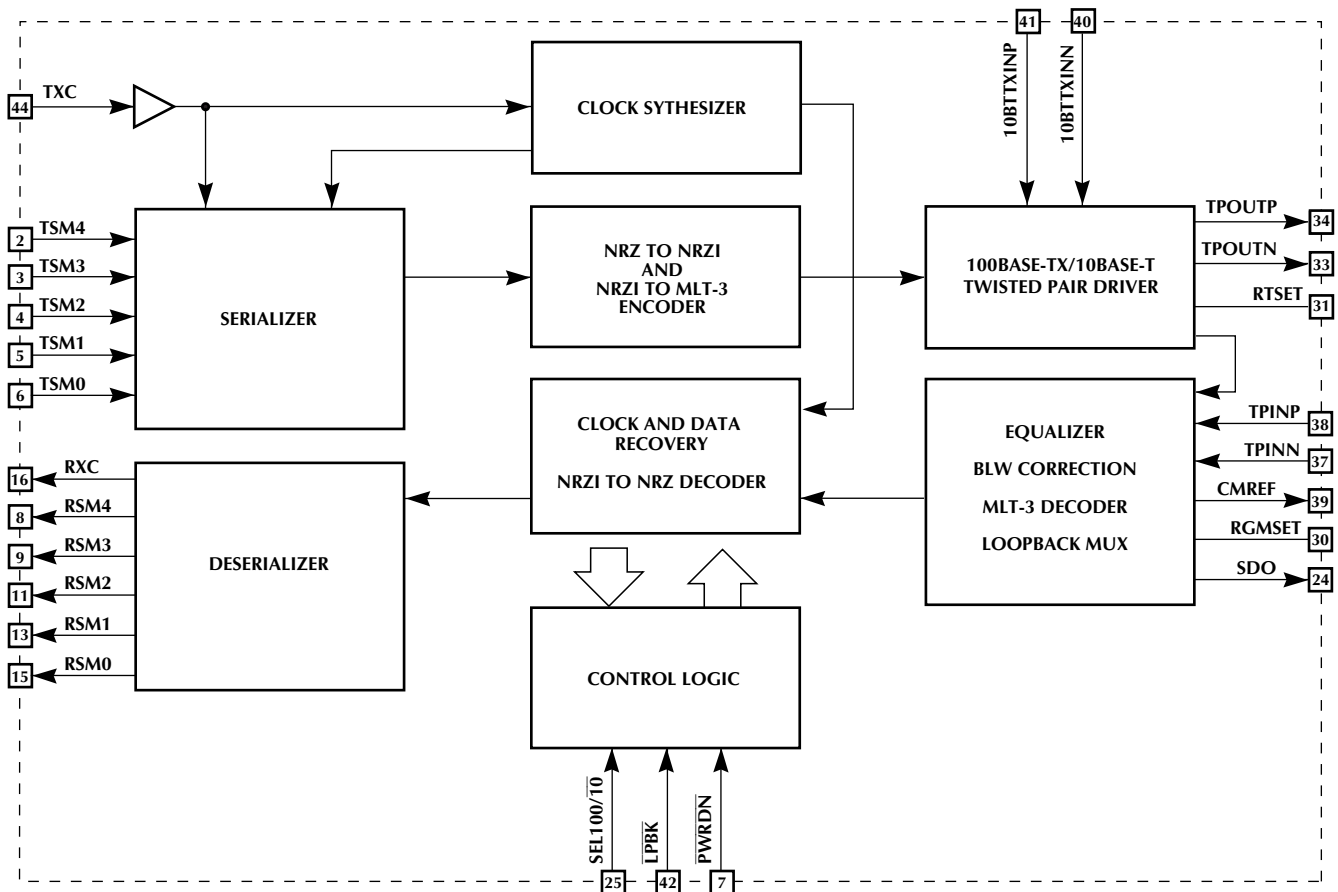 41
40
10BTTXINP
10BTTXINN
44
TXC
CLOCK SYTHESIZER
2
TSM4
3
TSM3
4
TSM2
5
TSM1
6
TSM0
SERIALIZER
NRZ TO NRZI
AND
NRZI TO MLT-3
ENCODER
100BASE-TX/10BASE-T
TWISTED PAIR DRIVER
TPOUTP
34
TPOUTN
33
RTSET
31
CLOCK AND DATA
RECOVERY
NRZI TO NRZ DECODER
EQUALIZER
BLW CORRECTION
MLT-3 DECODER
LOOPBACK MUX
TPINP
38
TPINN
37
CMREF
39
RGMSET
30
SDO
24
16
RXC
8
RSM4
9
RSM3
11
RSM2
13
RSM1
15
RSM0
DESERIALIZER
CONTROL LOGIC
SEL100/1̅0̅
L̅P̅B̅K̅
P̅W̅R̅D̅N̅
25
42
7